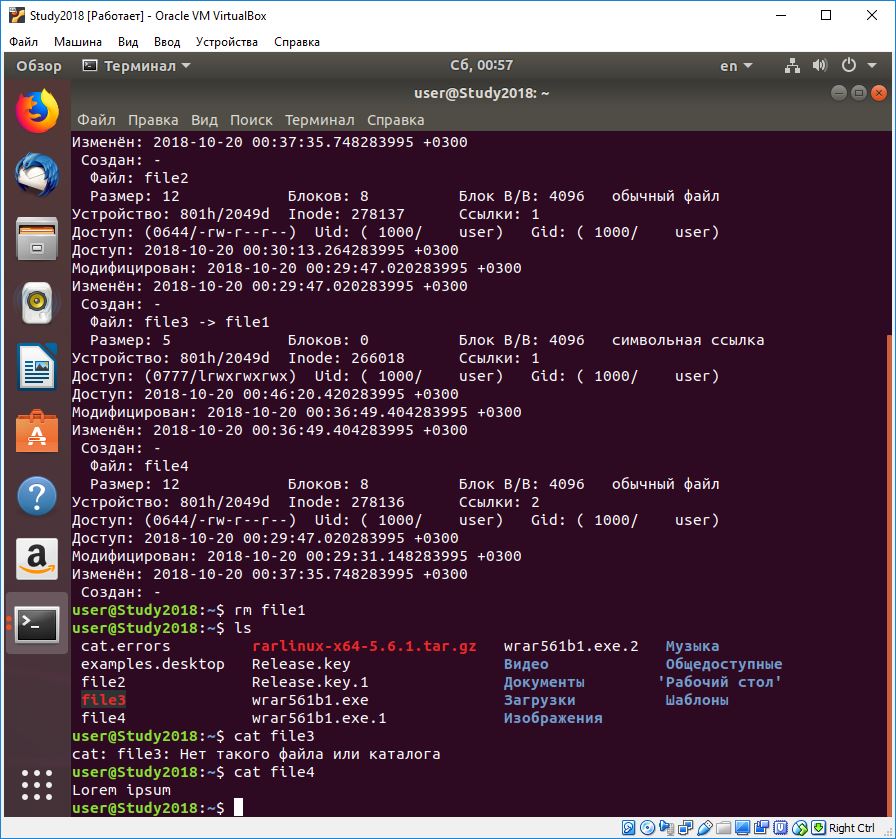 Study2018 [Работает] - Oracle VM VirtualBox
Файл Машина Вид Ввод Устройства Справка
Обзор Терминал Сб, 00:57 en
user@Study2018: ~
Файл Правка Вид Поиск Терминал Справка
Изменён: 2018-10-20 00:37:35.748283995 +0300
Создан: -
Файл: file2
Размер: 12 Блоков: 8 Блок В/В: 4096 обычный файл
Устройство: 801h/2049d Inode: 278137 Ссылки: 1
Доступ: (0644/-rw-r--r--) Uid: ( 1000/ user) Gid: ( 1000/ user)
Доступ: 2018-10-20 00:30:13.264283995 +0300
Модифицирован: 2018-10-20 00:29:47.020283995 +0300
Изменён: 2018-10-20 00:29:47.020283995 +0300
Создан: -
Файл: file3 -> file1
Размер: 5 Блоков: 0 Блок В/В: 4096 символьная ссылка
Устройство: 801h/2049d Inode: 266018 Ссылки: 1
Доступ: (0777/lrwxrwxrwx) Uid: ( 1000/ user) Gid: ( 1000/ user)
Доступ: 2018-10-20 00:46:20.420283995 +0300
Модифицирован: 2018-10-20 00:36:49.404283995 +0300
Изменён: 2018-10-20 00:36:49.404283995 +0300
Создан: -
Файл: file4
Размер: 12 Блоков: 8 Блок В/В: 4096 обычный файл
Устройство: 801h/2049d Inode: 278136 Ссылки: 2
Доступ: (0644/-rw-r--r--) Uid: ( 1000/ user) Gid: ( 1000/ user)
Доступ: 2018-10-20 00:29:47.020283995 +0300
Модифицирован: 2018-10-20 00:29:31.148283995 +0300
Изменён: 2018-10-20 00:37:35.748283995 +0300
Создан: -
user@Study2018:~$ rm file1
user@Study2018:~$ ls
cat.errors rarlinux-x64-5.6.1.tar.gz wrar561b1.exe.2 Музыка
examples.desktop Release.key Видео Общедоступные
file2 Release.key.1 Документы 'Рабочий стол'
file3 wrar561b1.exe Загрузки Шаблоны
file4 wrar561b1.exe.1 Изображения
user@Study2018:~$ cat file3
cat: file3: Нет такого файла или каталога
user@Study2018:~$ cat file4
Lorem ipsum
user@Study2018:~$
Right Ctrl